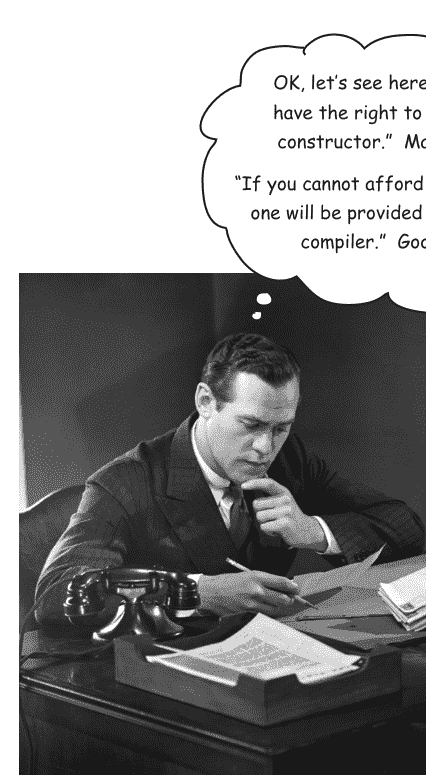 OK, let's see here
have the right to
constructor." Ma
"If you cannot afford
one will be provided
compiler." Goo